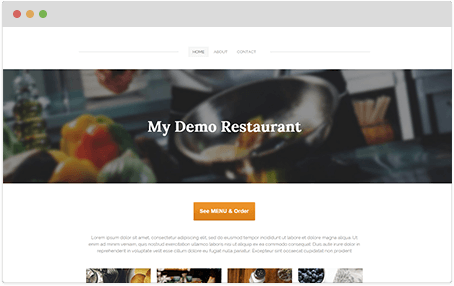 HOME ABOUT CONTACT
My Demo Restaurant
See MENU & Order
Lorem ipsum dolor sit amet, consectetur adipisicing elit, sed do eiusmod tempor incididunt ut labore et dolore magna aliqua. Ut
enim ad minim veniam, quis nostrud exercitation ullamco laboris nisi ut aliquip ex ea commodo consequat. Duis aute irure dolor in
reprehenderit in voluptate velit esse cillum dolore eu fugiat nulla pariatur. Excepteur sint occaecat cupidatat non proident